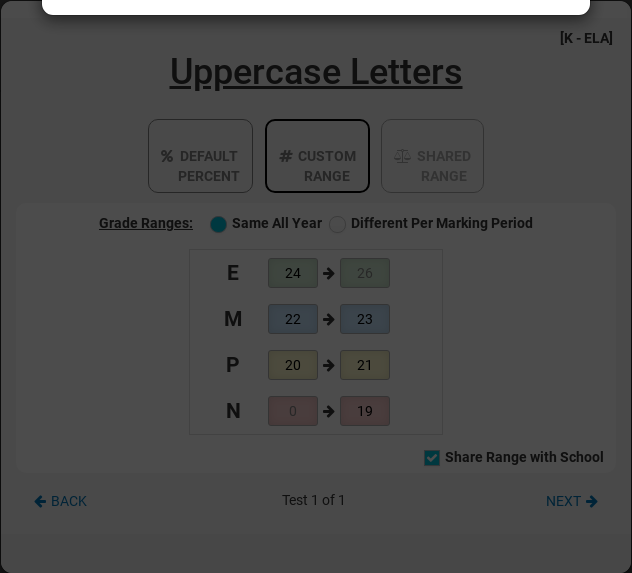 [K - ELA]
Uppercase Letters
% DEFAULT PERCENT
# CUSTOM RANGE
SHARED RANGE
Grade Ranges: Same All Year Different Per Marking Period
E 24 → 26
M 22 → 23
P 20 → 21
N 0 → 19
Share Range with School
← BACK Test 1 of 1 NEXT →